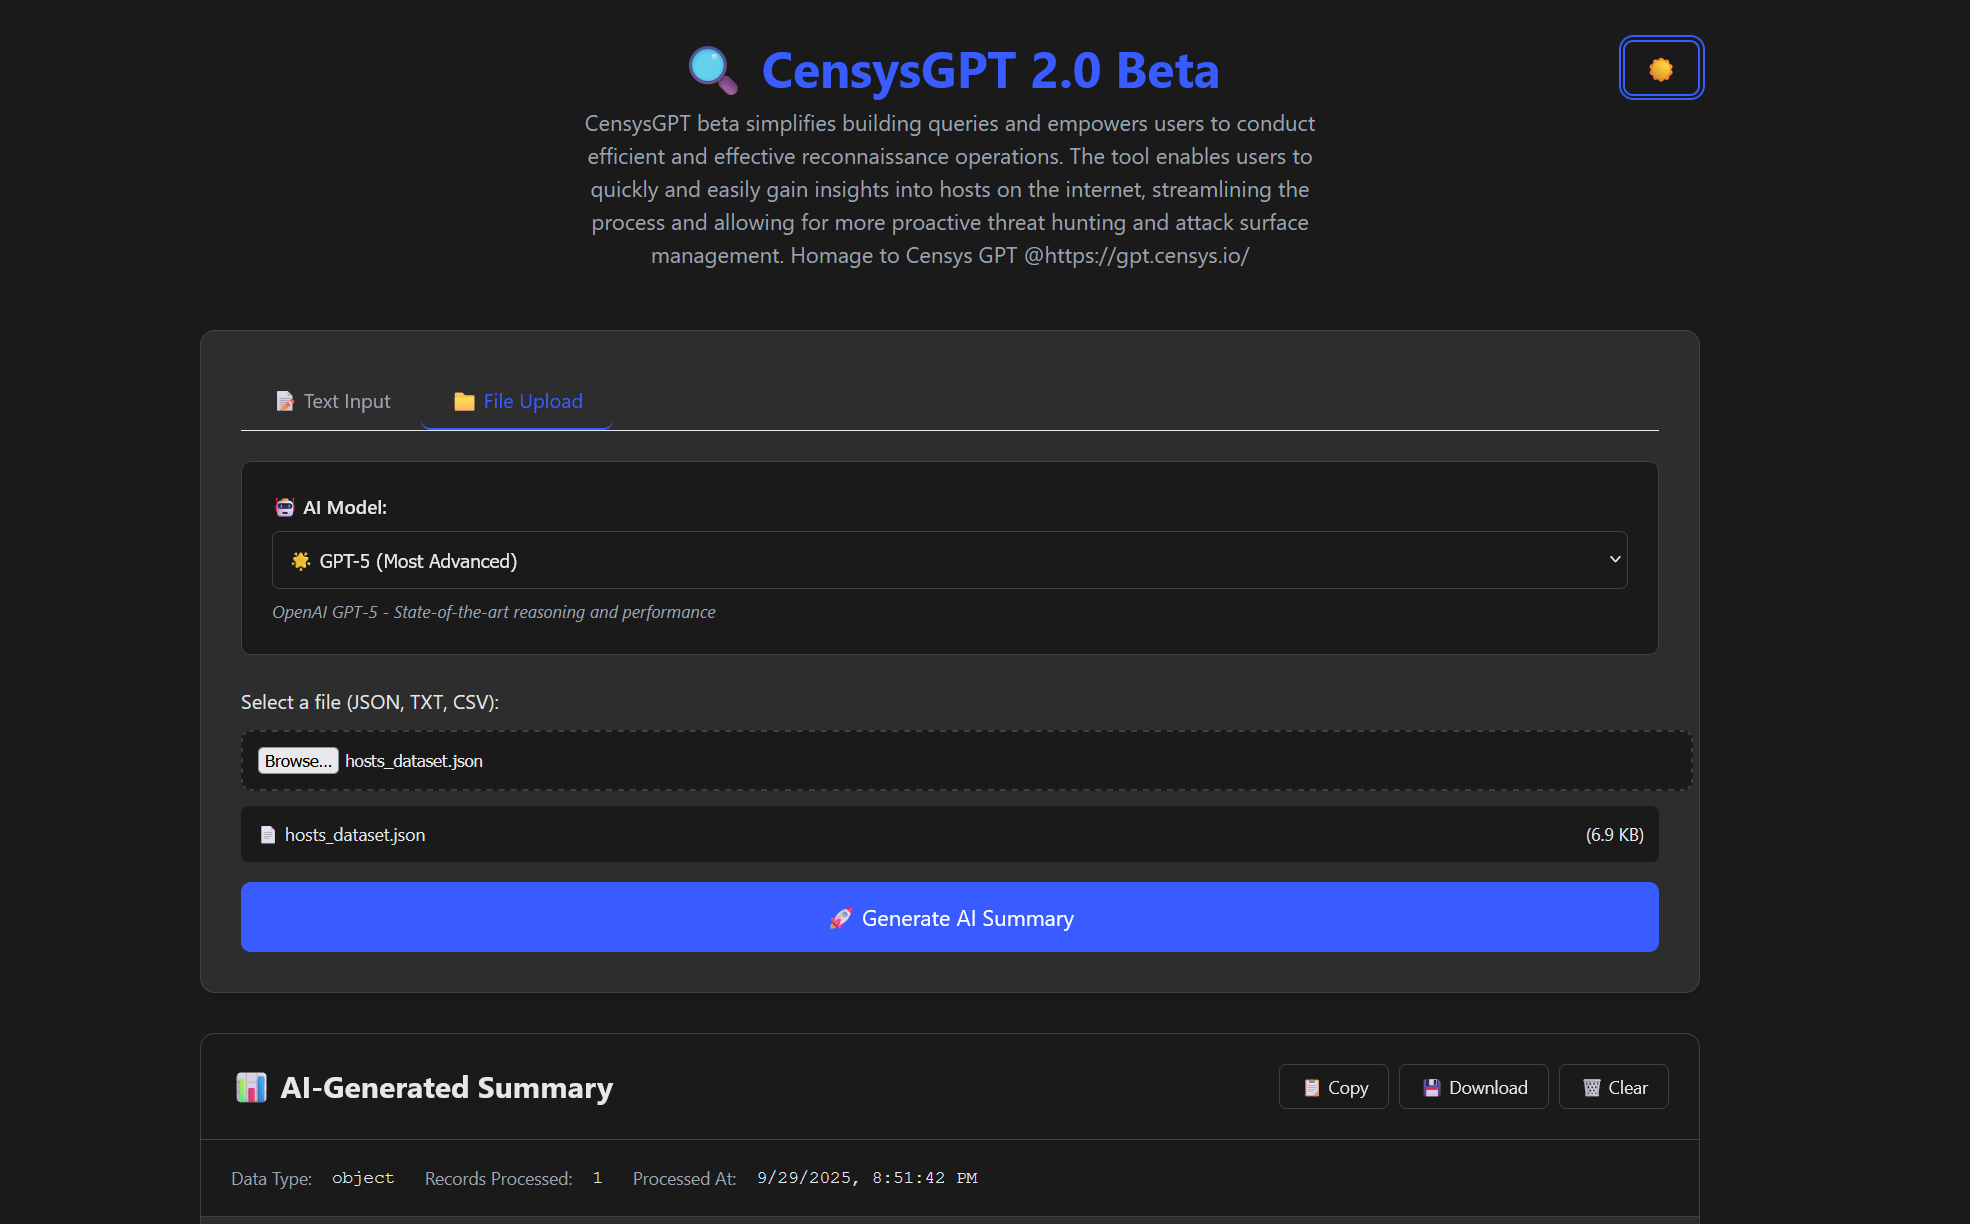 CensysGPT 2.0 Beta
CensysGPT beta simplifies building queries and empowers users to conduct
efficient and effective reconnaissance operations. The tool enables users to
quickly and easily gain insights into hosts on the internet, streamlining the
process and allowing for more proactive threat hunting and attack surface
management. Homage to Censys GPT @https://gpt.censys.io/
Text Input File Upload
AI Model:
GPT-5 (Most Advanced)
OpenAI GPT-5 - State-of-the-art reasoning and performance
Select a file (JSON, TXT, CSV):
Browse... hosts_dataset.json
hosts_dataset.json (6.9 KB)
Generate AI Summary
AI-Generated Summary Copy Download Clear
Data Type: object Records Processed: 1 Processed At: 9/29/2025, 8:51:42 PM